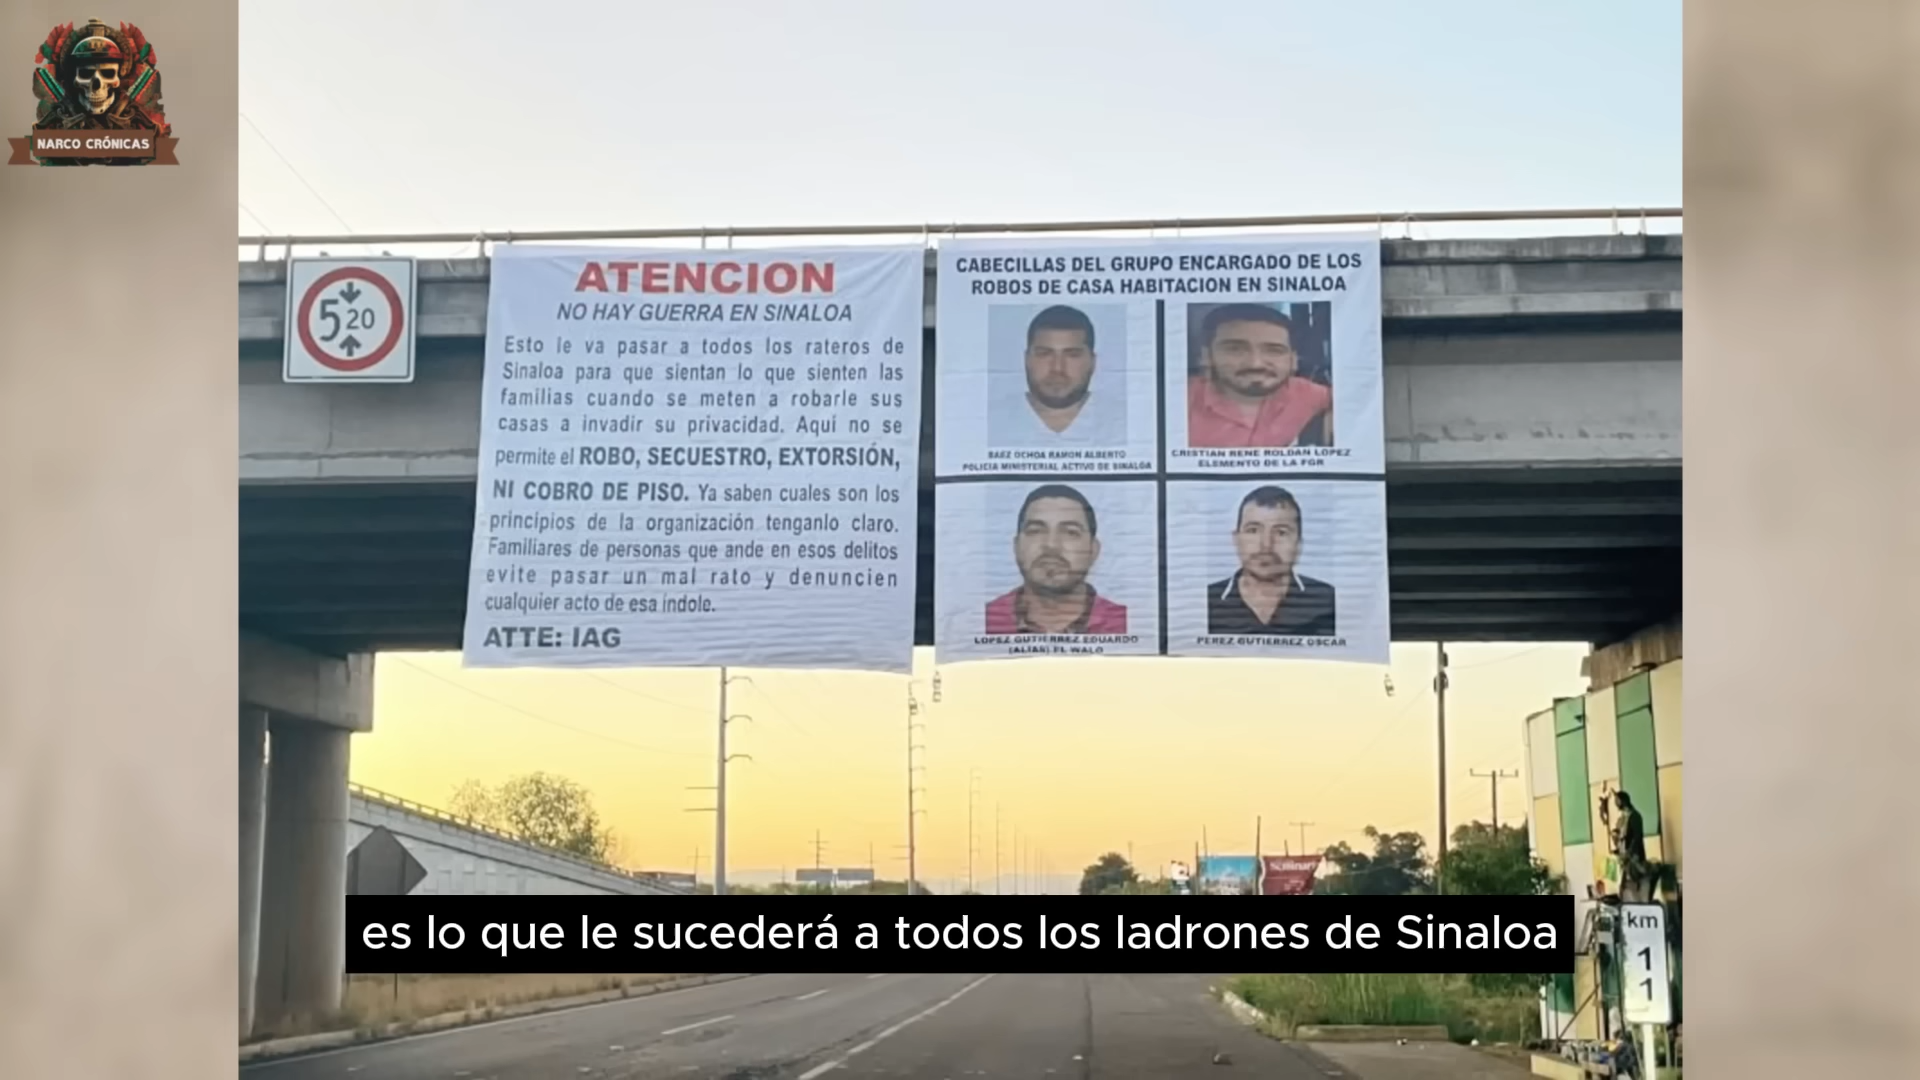 NARCO CRÓNICAS
5 20
ATENCION
NO HAY GUERRA EN SINALOA
Esto le va pasar a todos los rateros de
Sinaloa para que sientan lo que sienten las
familias cuando se meten a robarle sus
casas a invadir su privacidad. Aquí no se
permite el ROBO, SECUESTRO, EXTORSIÓN,
NI COBRO DE PISO. Ya saben cuales son los
principios de la organización tenganlo claro.
Familiares de personas que ande en esos delitos
evite pasar un mal rato y denuncien
cualquier acto de esa índole.
ATTE: IAG
CABECILLAS DEL GRUPO ENCARGADO DE LOS
ROBOS DE CASA HABITACION EN SINALOA
BAEZ OCHOA RAMON ALBERTO
POLICIA MINISTERIAL ACTIVO DE SINALOA
CRISTIAN RENE ROLDAN LOPEZ
ELEMENTO DE LA FGR
LOPEZ GUTIERREZ EDUARDO
(ALIAS) EL WALO
PEREZ GUTIERREZ OSCAR
es lo que le sucederá a todos los ladrones de Sinaloa
km
1
1